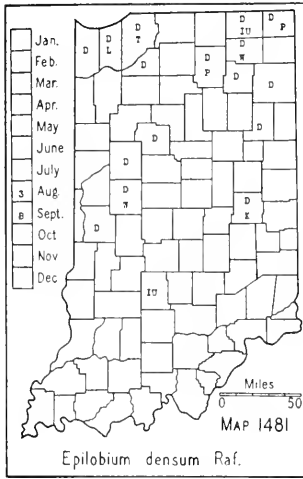 Jan.
Feb.
Mar.
Apr.
May
June
July
3 Aug.
8 Sept.
Oct
Nov
Dec
D D D D D
L T IU P
D D D
P W D D
D
D
D
D
W D
K
D
IU
Miles
0 50
MAP 1481
Epilobium densum Raf.